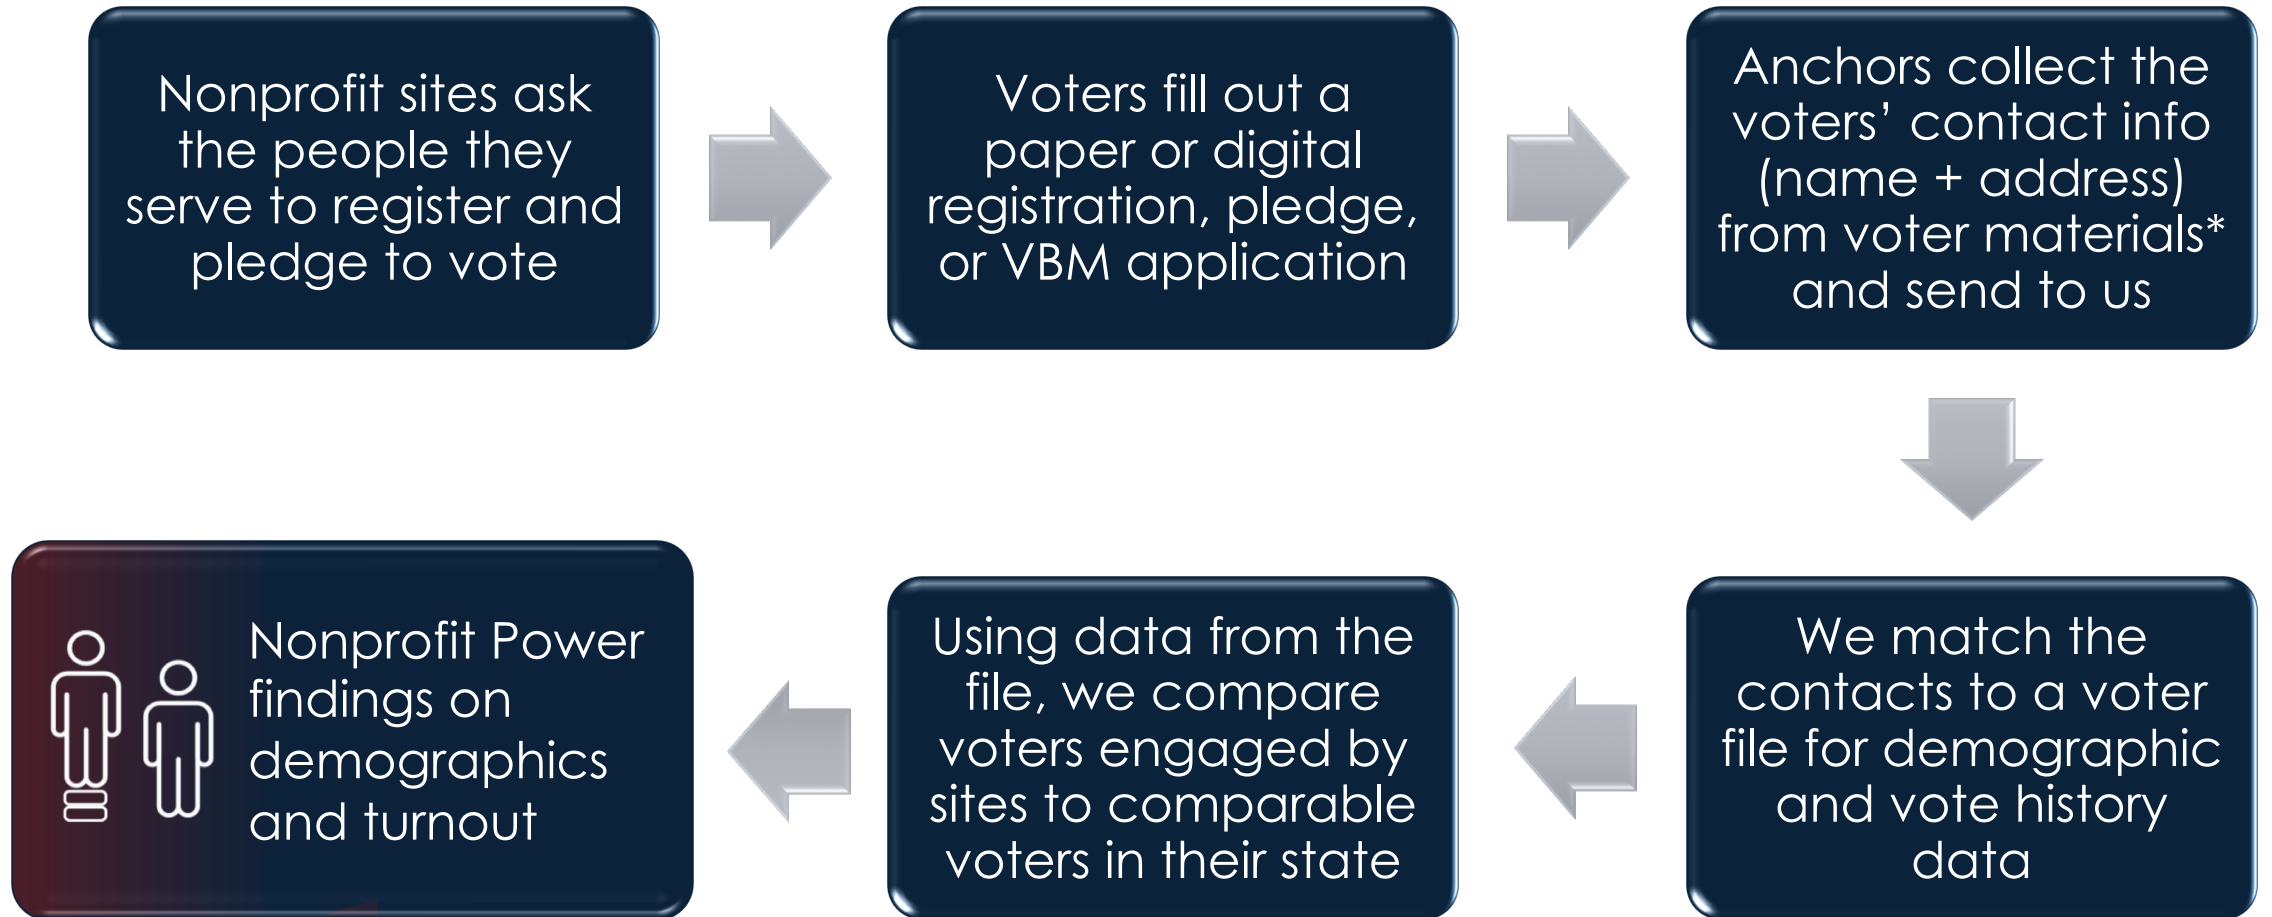 Nonprofit sites ask
the people they
serve to register and
pledge to vote
Voters fill out a
paper or digital
registration, pledge,
or VBM application
Anchors collect the
voters’ contact info
(name + address)
from voter materials*
and send to us
We match the
contacts to a voter
file for demographic
and vote history
data
Using data from the
file, we compare
voters engaged by
sites to comparable
voters in their state
Nonprofit Power
findings on
demographics
and turnout